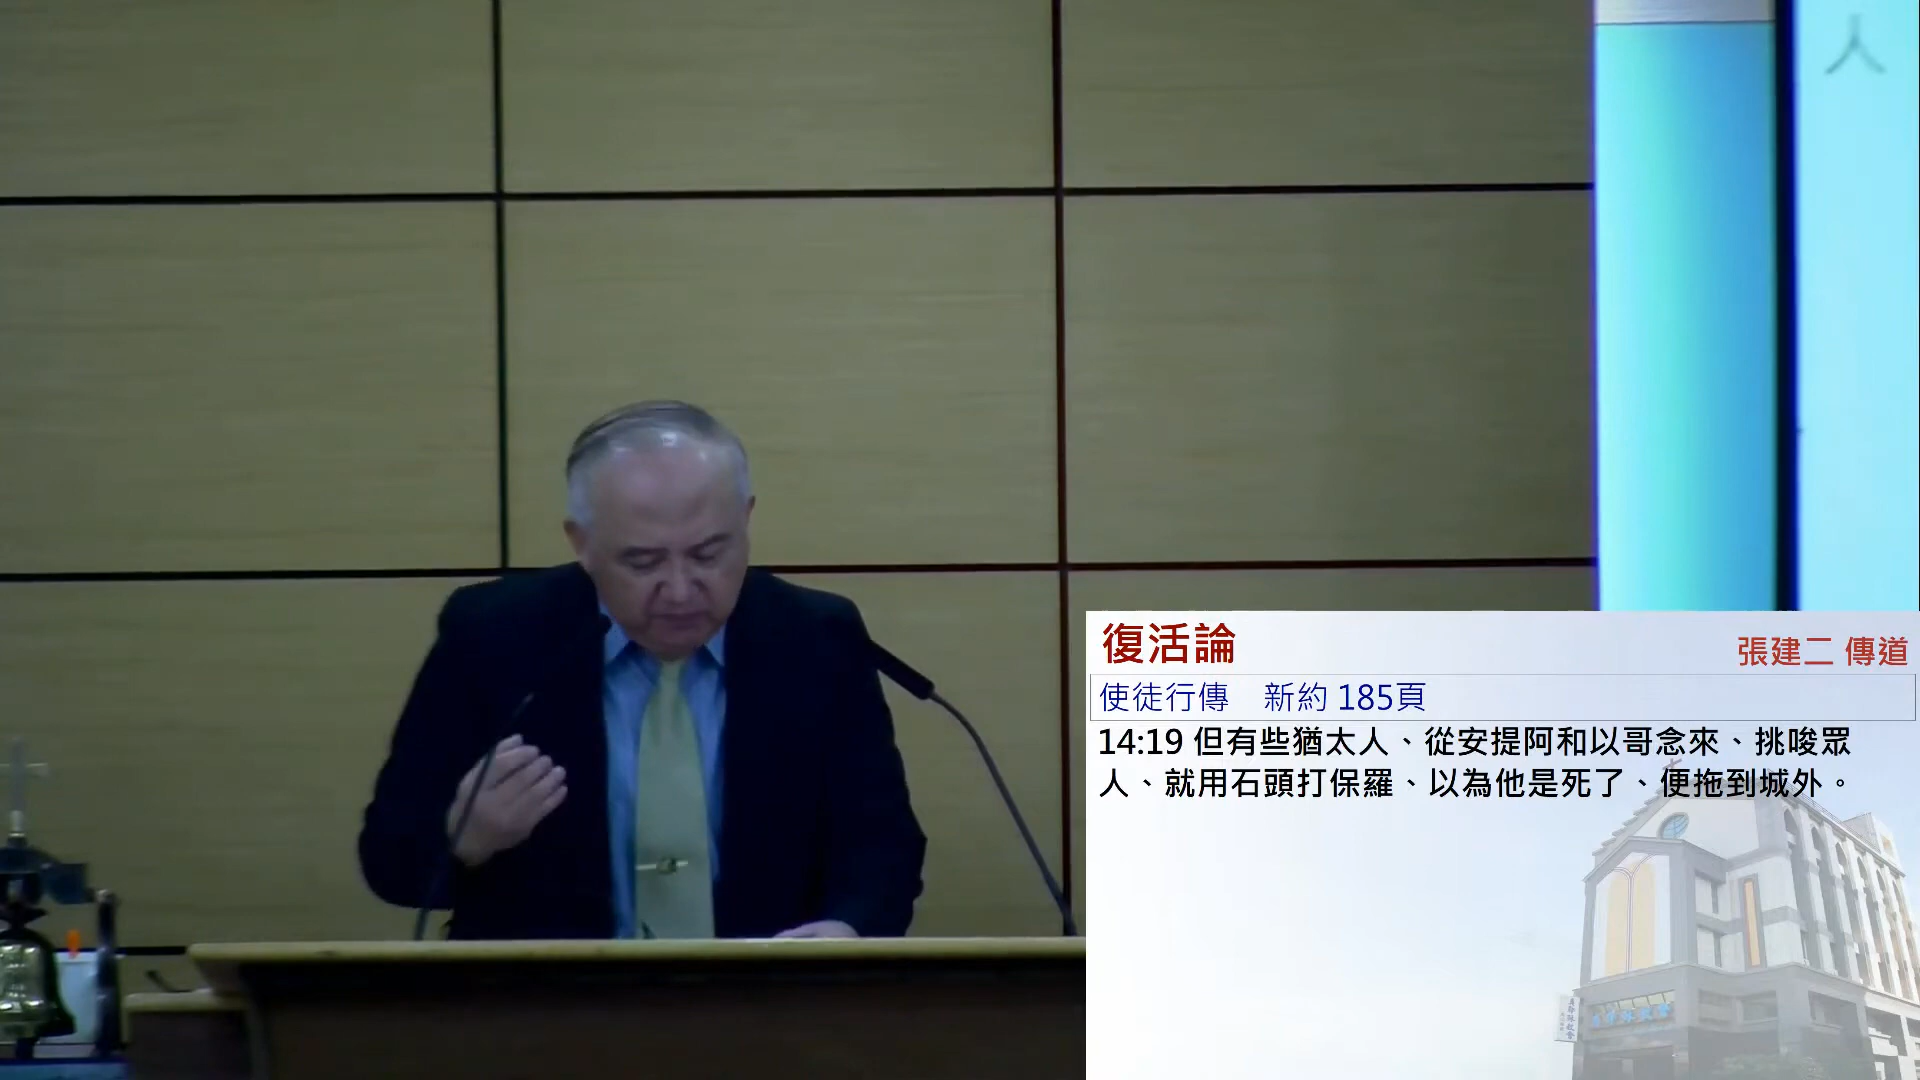 人
復活論
張建二 傳道
使徒行傳 新約 185頁
14:19 但有些猶太人、從安提阿和以哥念來、挑唆眾
人、就用石頭打保羅、以為他是死了、便拖到城外。